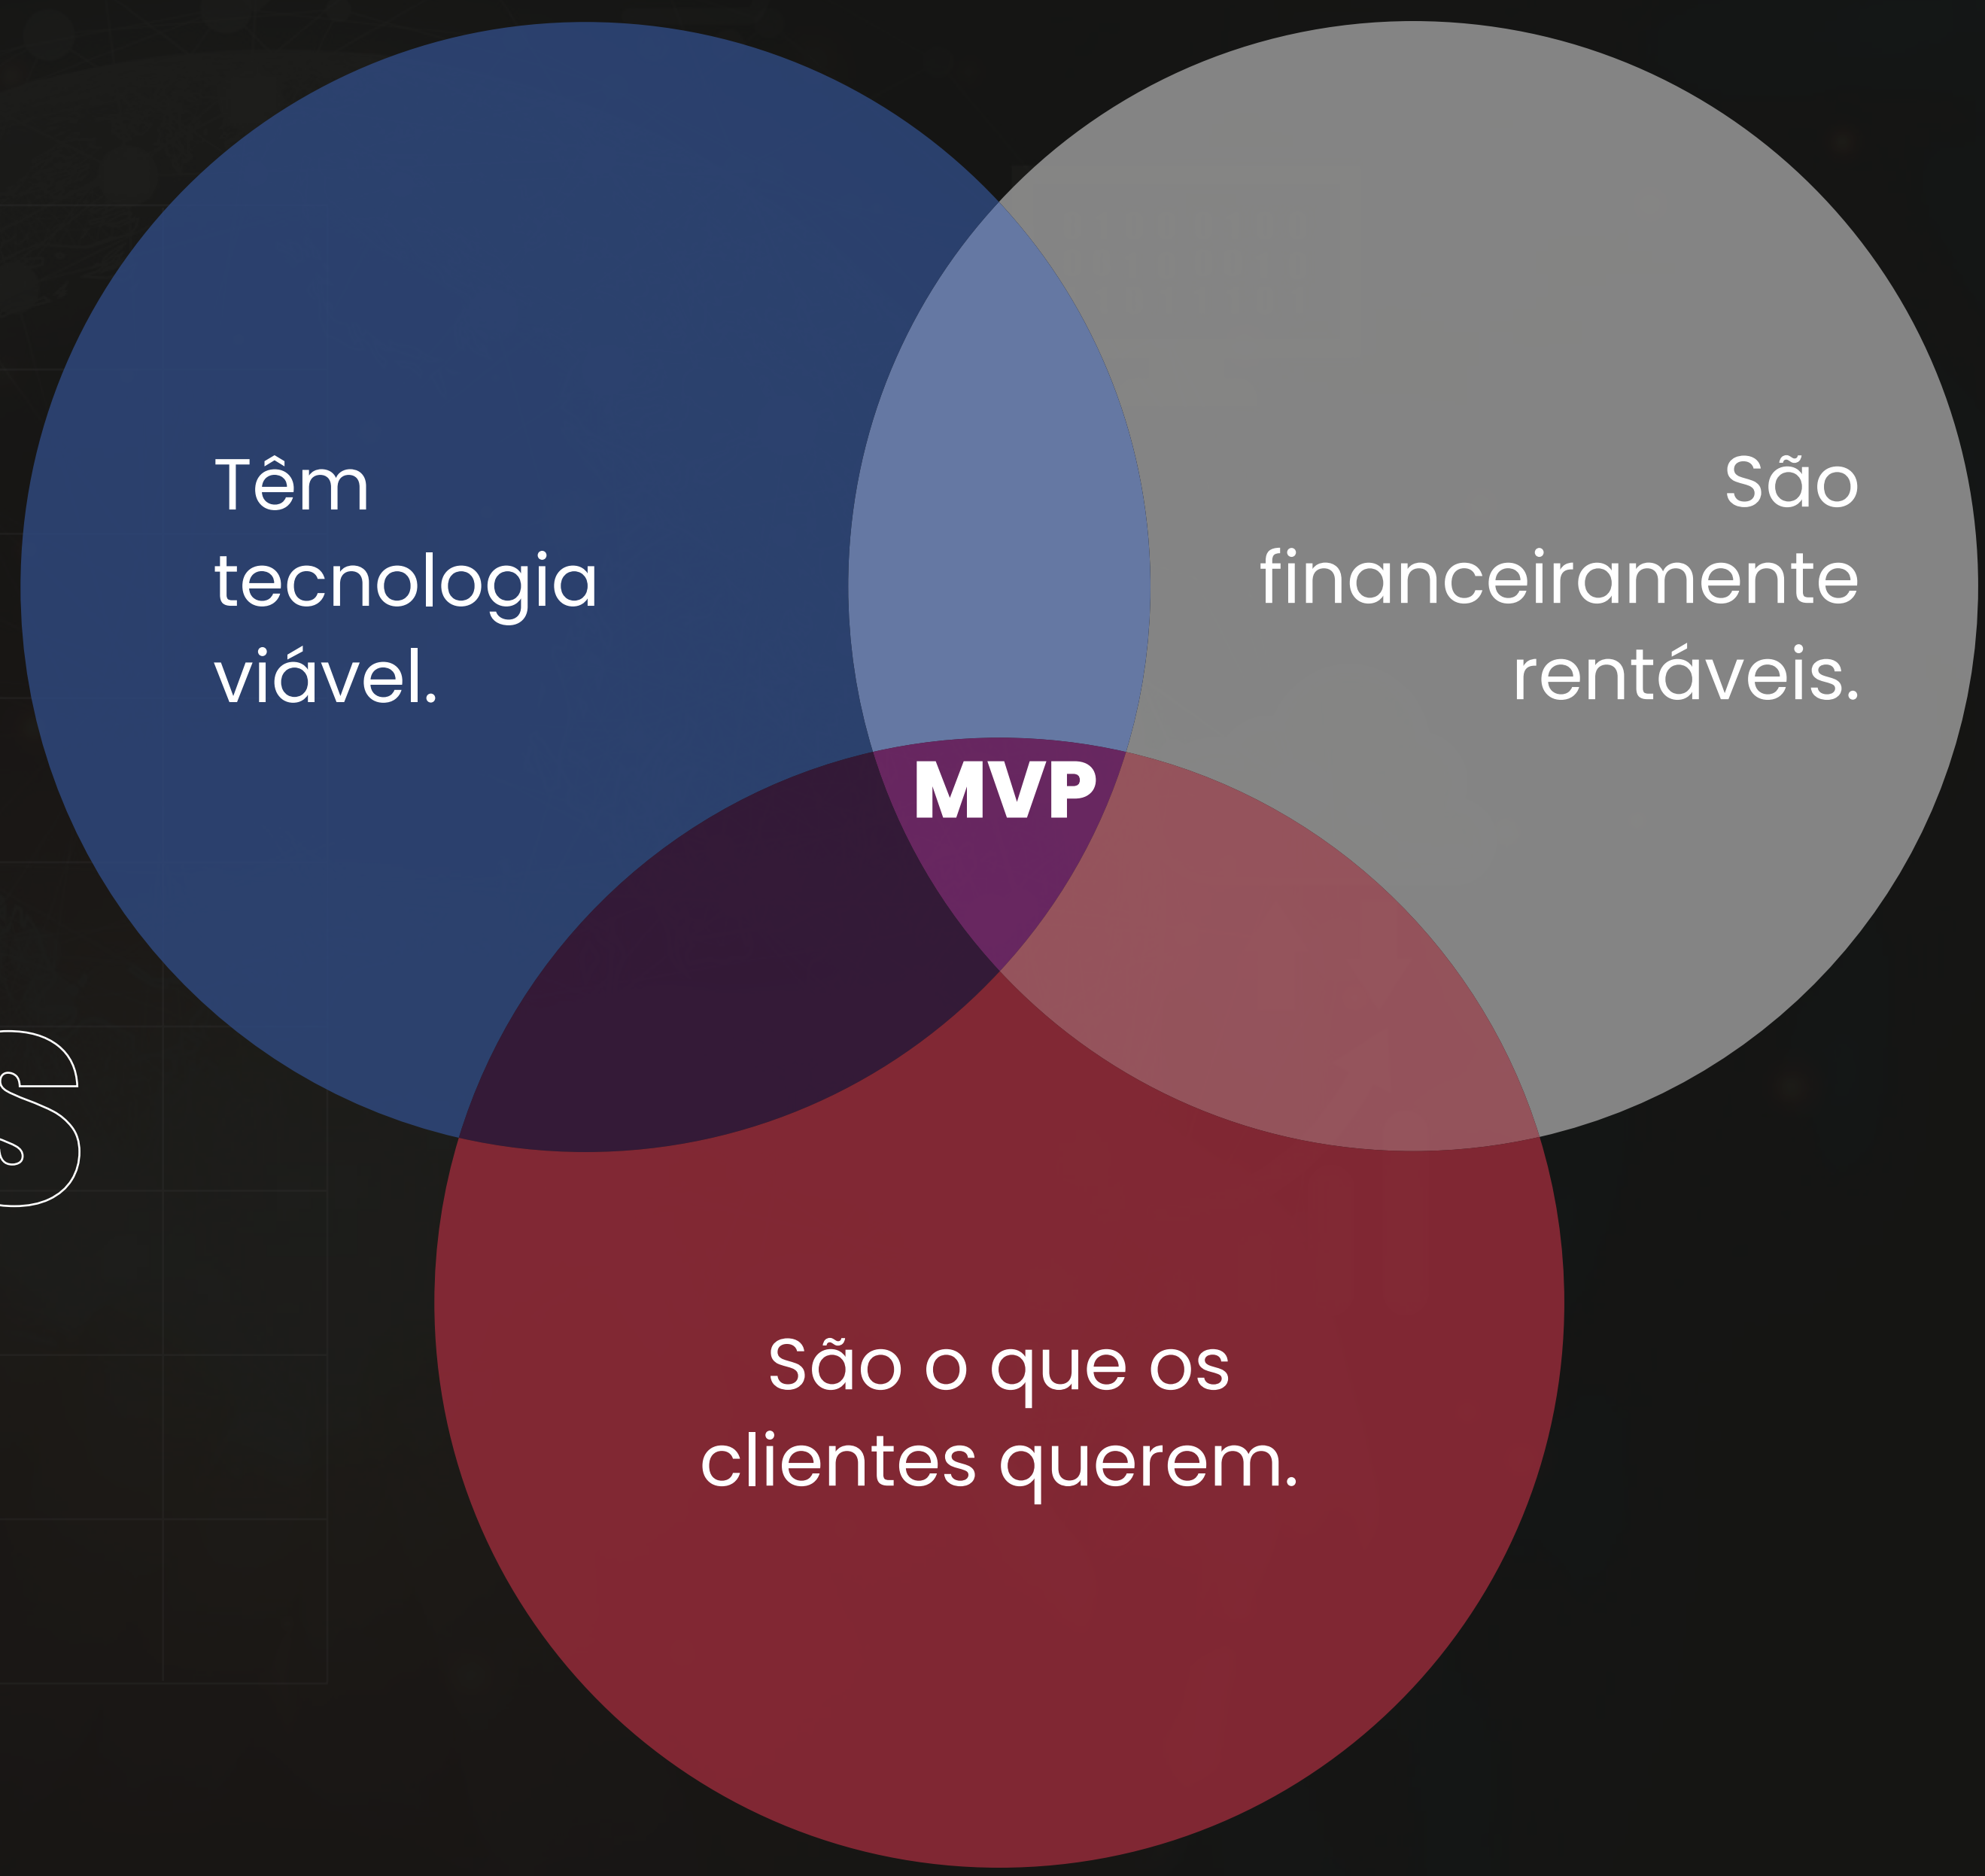 Têm
tecnologia
viável.
São
financeiramente
rentáveis.
MVP
S
São o que os
clientes querem.